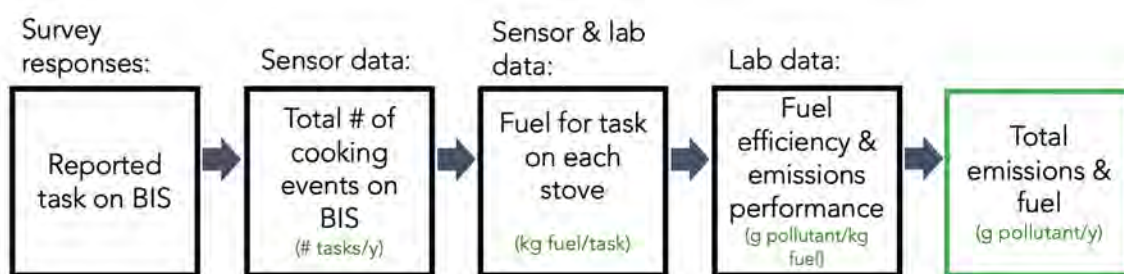 Survey
responses:
Reported
task on BIS
Sensor data:
Total # of
cooking
events on
BIS
(# tasks/y)
Sensor & lab
data:
Fuel for task
on each
stove
(kg fuel/task)
Lab data:
Fuel
efficiency &
emissions
performance
(g pollutant/kg
fuel)
Total
emissions &
fuel
(g pollutant/y)